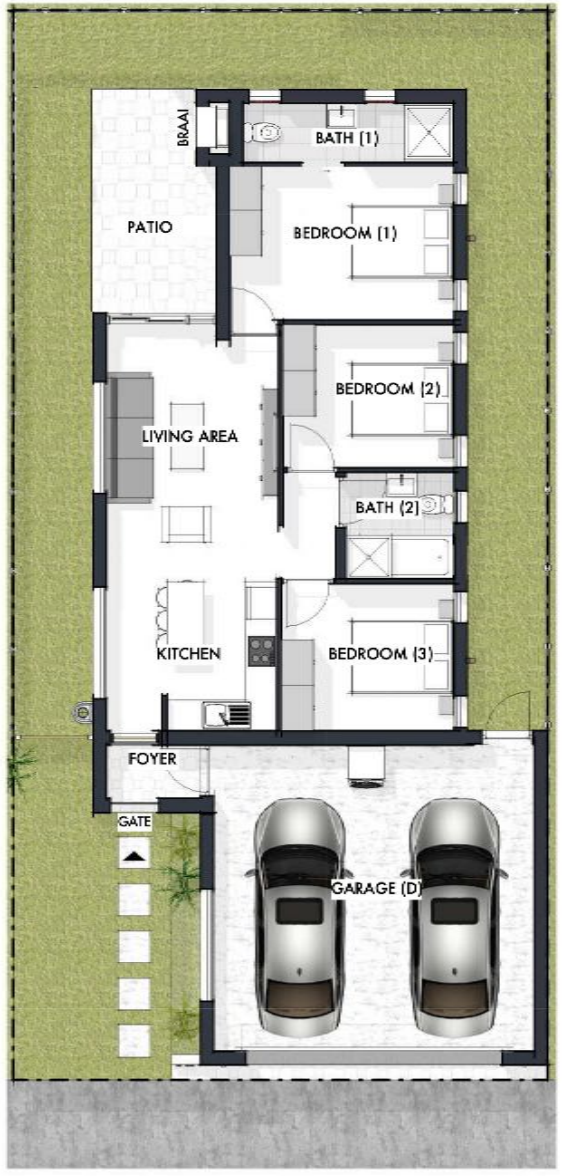 BRAAI
BATH (1)
PATIO
BEDROOM (1)
BEDROOM (2)
LIVING AREA
BATH (2)
KITCHEN
BEDROOM (3)
FOYER
GATE
GARAGE (D)